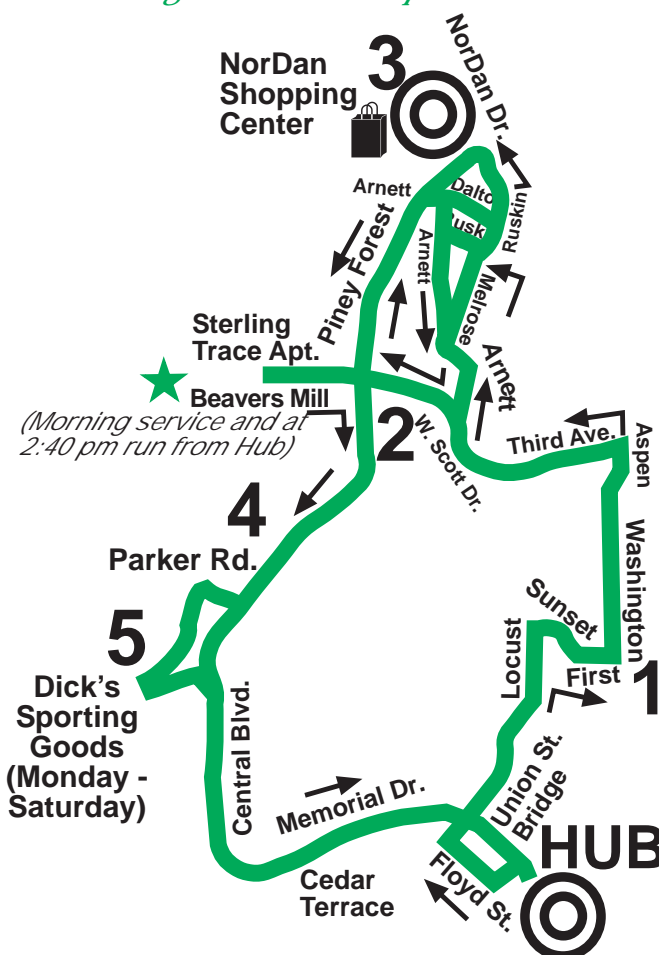 3
NorDan
Shopping
Center
NorDan Dr.
Arnett
Dalto
Rusk
Ruskin
Piney Forest
Arnett
Melrose
Sterling
Trace Apt.
Arnett
Beavers Mill
(Morning service and at
2:40 pm run from Hub)
2
W. Scott Dr.
Third Ave.
Aspen
4
Parker Rd.
Washington
Sunset
Locust
First
1
5
Dick's
Sporting
Goods
(Monday -
Saturday)
Central Blvd.
Union St.
Bridge
Memorial Dr.
HUB
Floyd St.
Cedar
Terrace